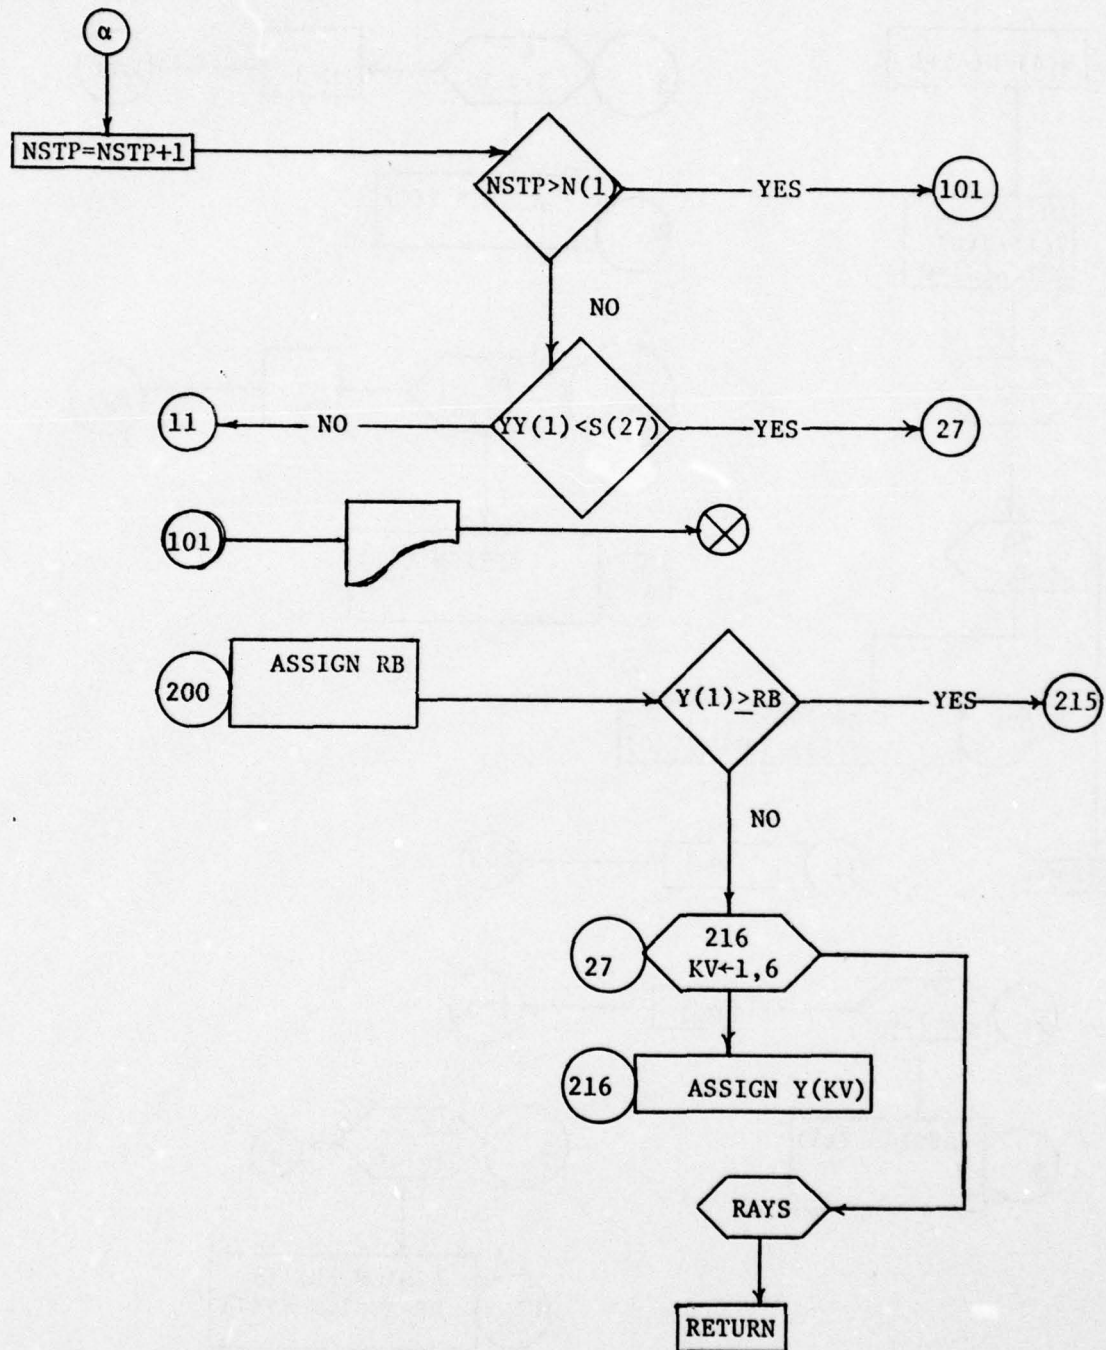 α
NSTP=NSTP+1
NSTP>N(1)
YES
101
NO
11
NO
YY(1)<S(27)
YES
27
101
200
ASSIGN RB
Y(1)≥RB
YES
215
NO
27
216
KV←1,6
216
ASSIGN Y(KV)
RAYS
RETURN